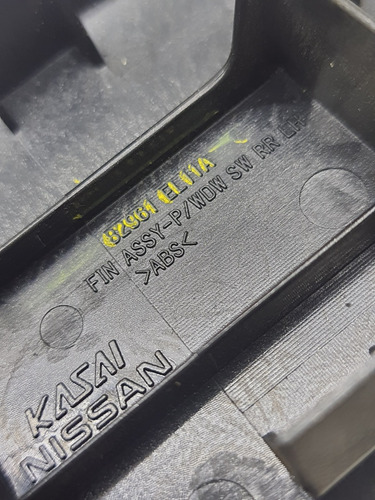 82961 EL11A
FIN ASSY-P/WDW SW RR LH
>ABS<
KASAI
NISSAN